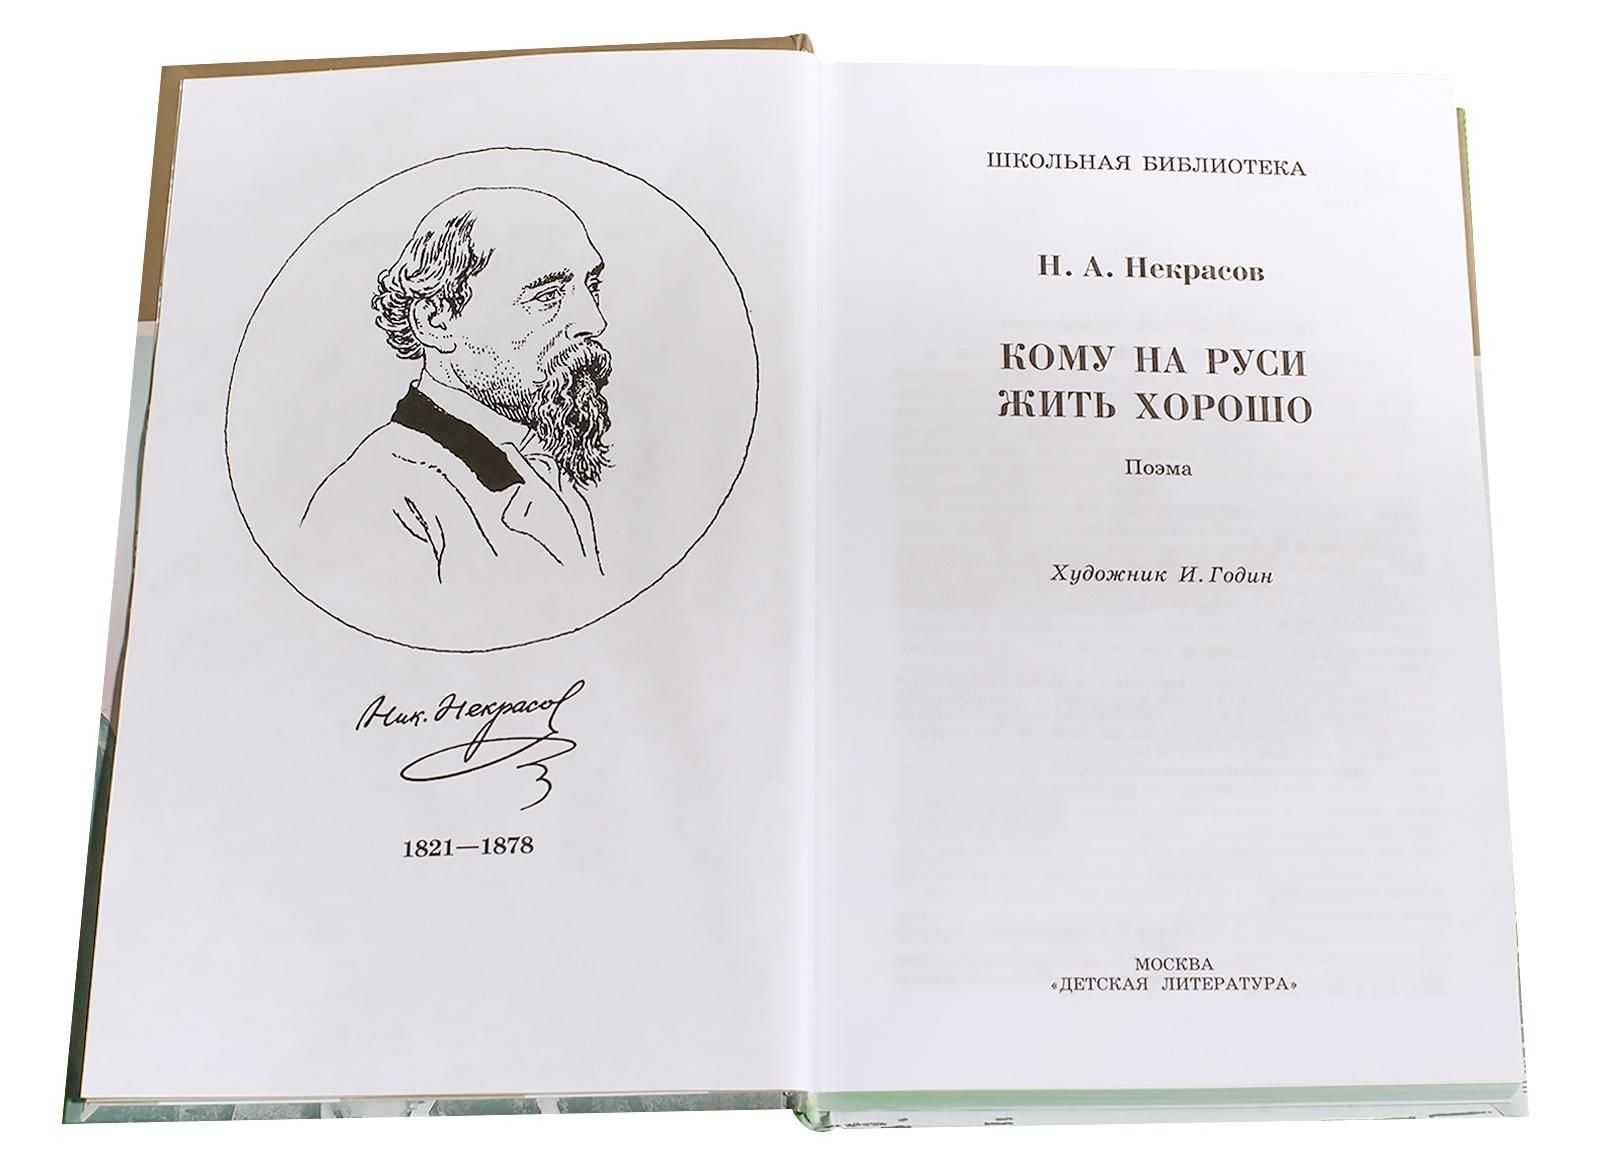 Ник. Некрасов
1821—1878
ШКОЛЬНАЯ БИБЛИОТЕКА
Н. А. Некрасов
КОМУ НА РУСИ
ЖИТЬ ХОРОШО
Поэма
Художник И. Годин
МОСКВА
«ДЕТСКАЯ ЛИТЕРАТУРА»